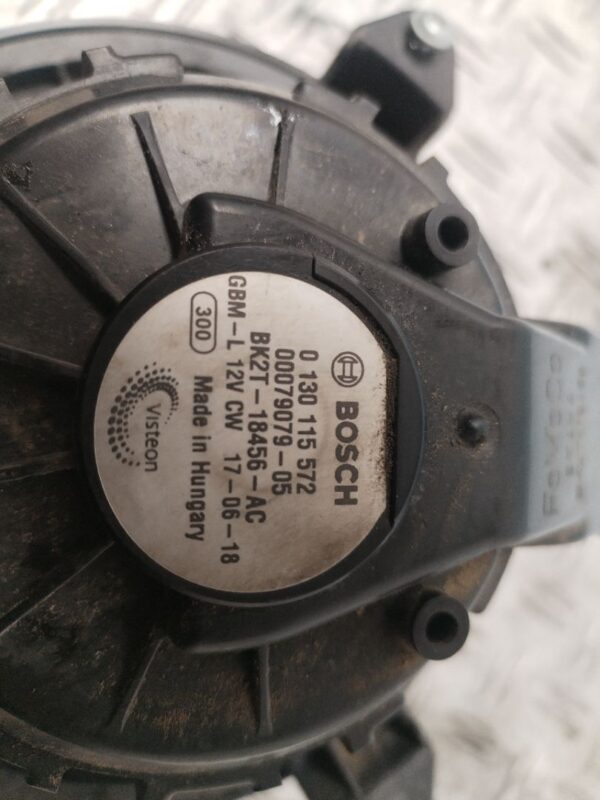 BOSCH
0 130 115 572
00079079-05
BK2T-18456-AC
GBM-L 12V CW 17-06-18
300 Made in Hungary
Visteon